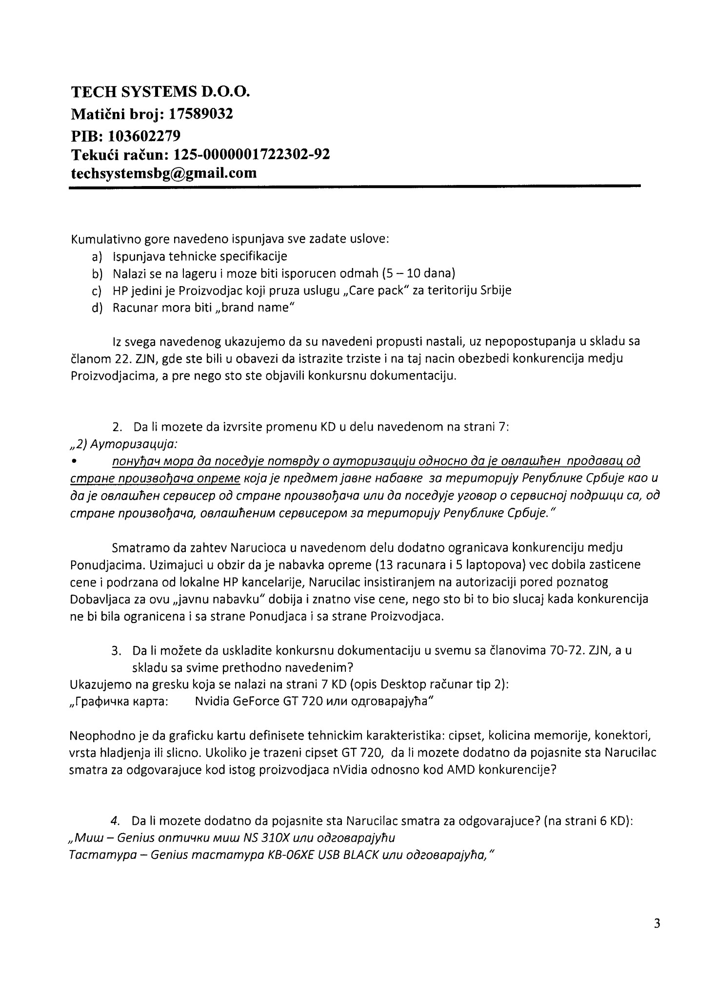 TECH SYSTEMS D.O.O.
Matični broj: 17589032
PIB: 103602279
Tekući račun: 125-0000001722302-92
techsystemsbg@gmail.com
Kumulativno gore navedeno ispunjava sve zadate uslove:
a) Ispunjava tehnicke specifikacije
b) Nalazi se na lageru i moze biti isporucen odmah (5 – 10 dana)
c) HP jedini je Proizvodjac koji pruza uslugu „Care pack“ za teritoriju Srbije
d) Racunar mora biti „brand name“
Iz svega navedenog ukazujemo da su navedeni propusti nastali, uz nepopostupanja u skladu sa
članom 22. ZJN, gde ste bili u obavezi da istrazite trziste i na taj nacin obezbedi konkurencija medju
Proizvodjacima, a pre nego sto ste objavili konkursnu dokumentaciju.
2. Da li mozete da izvrsite promenu KD u delu navedenom na strani 7:
„2) Ауторизација:
• понуђач мора да поседује потврду о ауторизацији односно да је овлашћен продавац од
стране произвођача опреме која је предмет јавне набавке за територију Републике Србије као и
да је овлашћен сервисер од стране произвођача или да поседује уговор о сервисној подршци са, од
стране произвођача, овлашћеним сервисером за територију Републике Србије.“
Smatramo da zahtev Narucioca u navedenom delu dodatno ogranicava konkurenciju medju
Ponudjacima. Uzimajuci u obzir da je nabavka opreme (13 racunara i 5 laptopova) vec dobila zasticene
cene i podrzana od lokalne HP kancelarije, Narucilac insistiranjem na autorizaciji pored poznatog
Dobavljaca za ovu „javnu nabavku“ dobija i znatno vise cene, nego sto bi to bio slucaj kada konkurencija
ne bi bila ogranicena i sa strane Ponudjaca i sa strane Proizvodjaca.
3. Da li možete da uskladite konkursnu dokumentaciju u svemu sa članovima 70-72. ZJN, a u
skladu sa svime prethodno navedenim?
Ukazujemo na gresku koja se nalazi na strani 7 KD (opis Desktop računar tip 2):
„Графичка карта: Nvidia GeForce GT 720 или одговарајућа“
Neophodno je da graficku kartu definisete tehnickim karakteristika: cipset, kolicina memorije, konektori,
vrsta hladjenja ili slicno. Ukoliko je trazeni cipset GT 720, da li mozete dodatno da pojasnite sta Narucilac
smatra za odgovarajuce kod istog proizvodjaca nVidia odnosno kod AMD konkurencije?
4. Da li mozete dodatno da pojasnite sta Narucilac smatra za odgovarajuce? (na strani 6 KD):
„Миш – Genius оптички миш NS 310X или одговарајући
Тастатура – Genius тастатура KB-06XE USB BLACK или одговарајућа,“
3